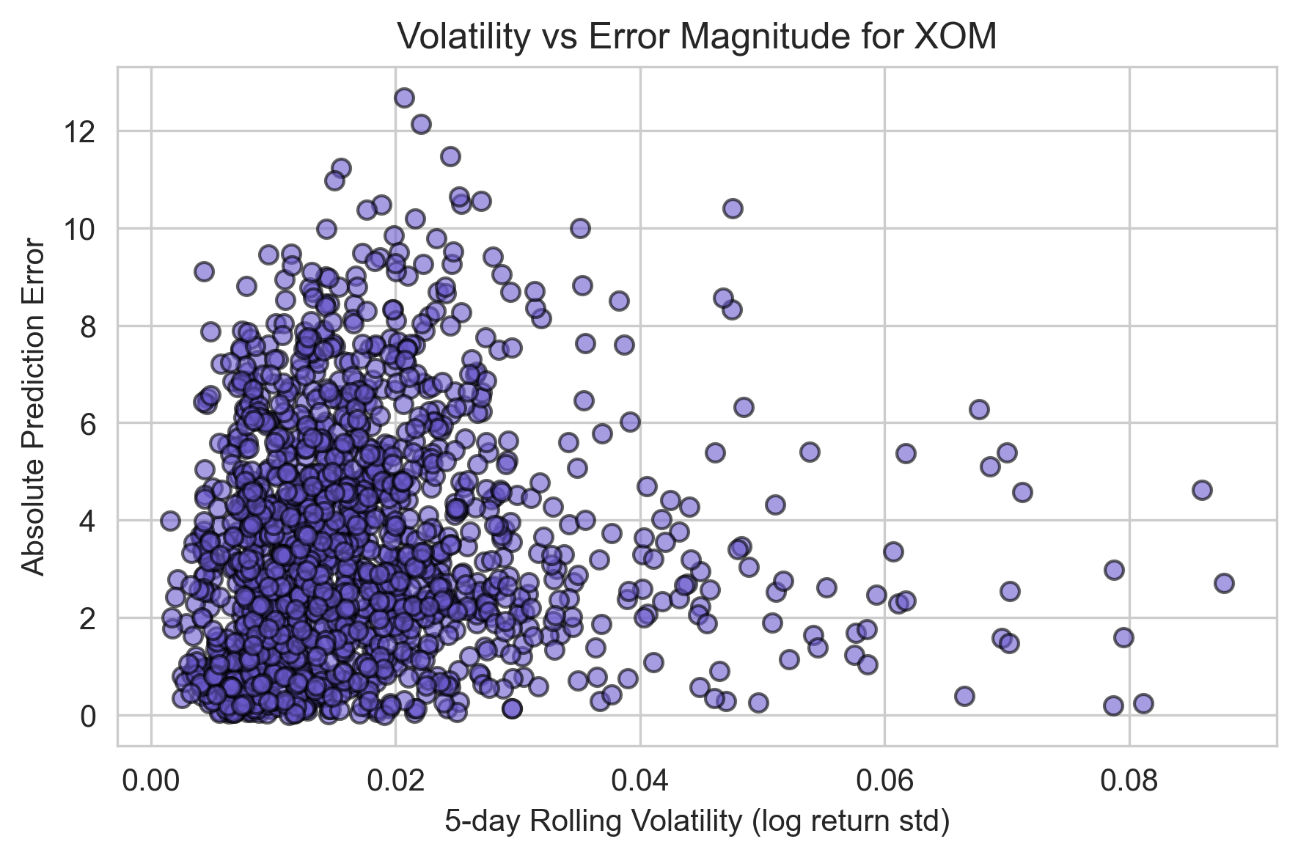 Volatility vs Error Magnitude for XOM
Absolute Prediction Error
12
10
8
6
4
2
0
0.00 0.02 0.04 0.06 0.08
5-day Rolling Volatility (log return std)